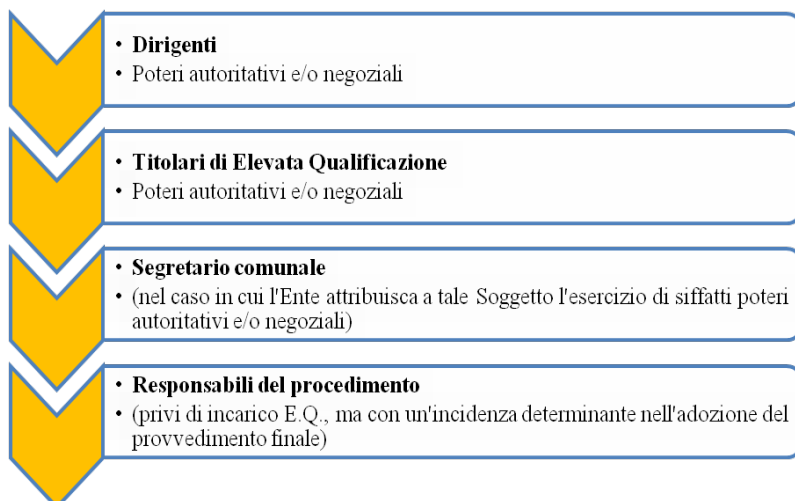 • Dirigenti
• Poteri autoritativi e/o negoziali
• Titolari di Elevata Qualificazione
• Poteri autoritativi e/o negoziali
• Segretario comunale
• (nel caso in cui l'Ente attribuisca a tale Soggetto l'esercizio di siffatti poteri
autoritativi e/o negoziali)
• Responsabili del procedimento
• (privi di incarico E.Q., ma con un'incidenza determinante nell'adozione del
provvedimento finale)